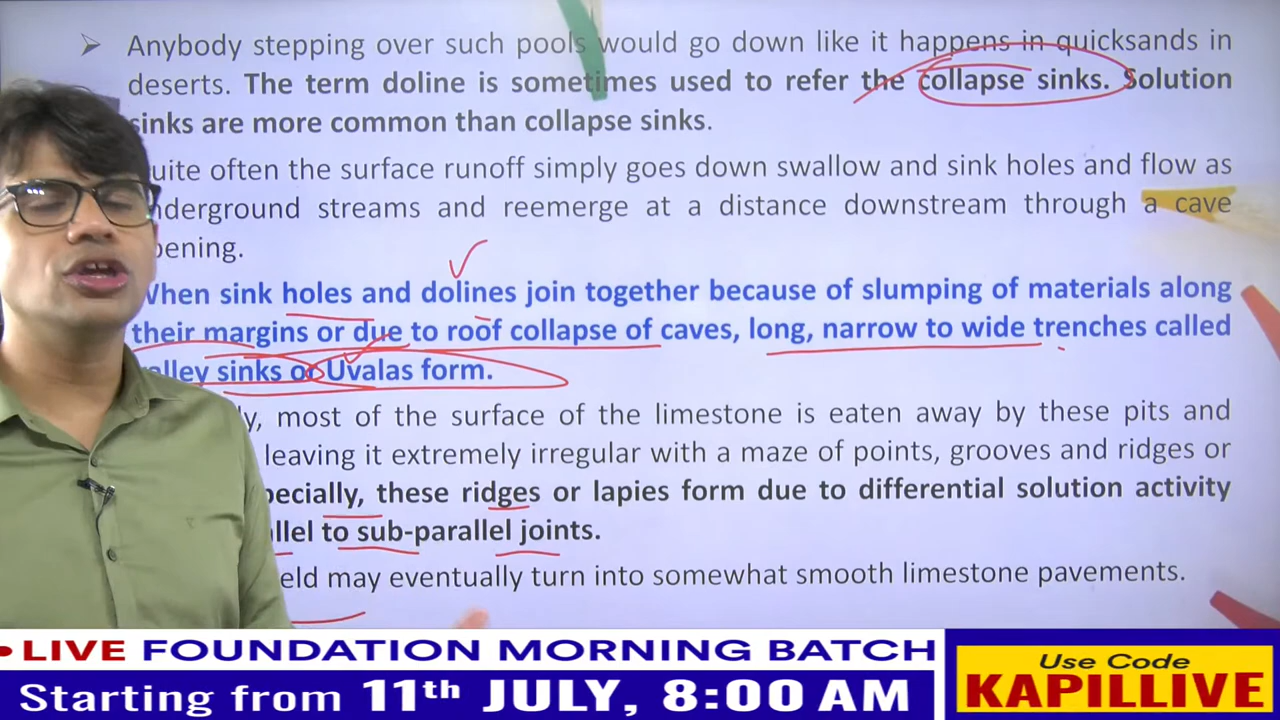 Anybody stepping over such pools would go down like it happens in quicksands in
deserts. The term doline is sometimes used to refer the collapse sinks. Solution
sinks are more common than collapse sinks.
uite often the surface runoff simply goes down swallow and sink holes and flow as
nderground streams and reemerge at a distance downstream through a cave
pening.
When sink holes and dolines join together because of slumping of materials along
their margins or due to roof collapse of caves, long, narrow to wide trenches called
alley sinks or Uvalas form.
ly, most of the surface of the limestone is eaten away by these pits and
leaving it extremely irregular with a maze of points, grooves and ridges or
pecially, these ridges or lapies form due to differential solution activity
llel to sub-parallel joints.
ield may eventually turn into somewhat smooth limestone pavements.
• LIVE FOUNDATION MORNING BATCH
Starting from 11th JULY, 8:00 AM
Use Code
KAPILLIVE